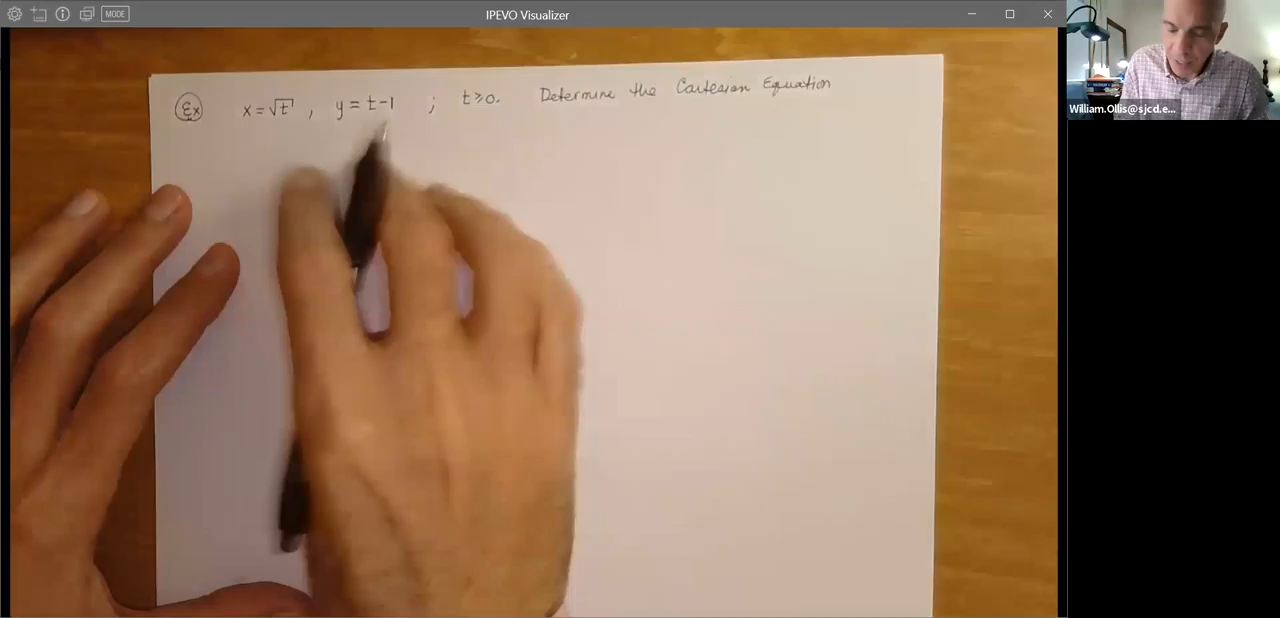 IPEVO Visualizer
MODE
Ex x = √t , y = t-1 ; t≥0. Determine the Cartesian Equation
William.Ollis@sjcd.e...